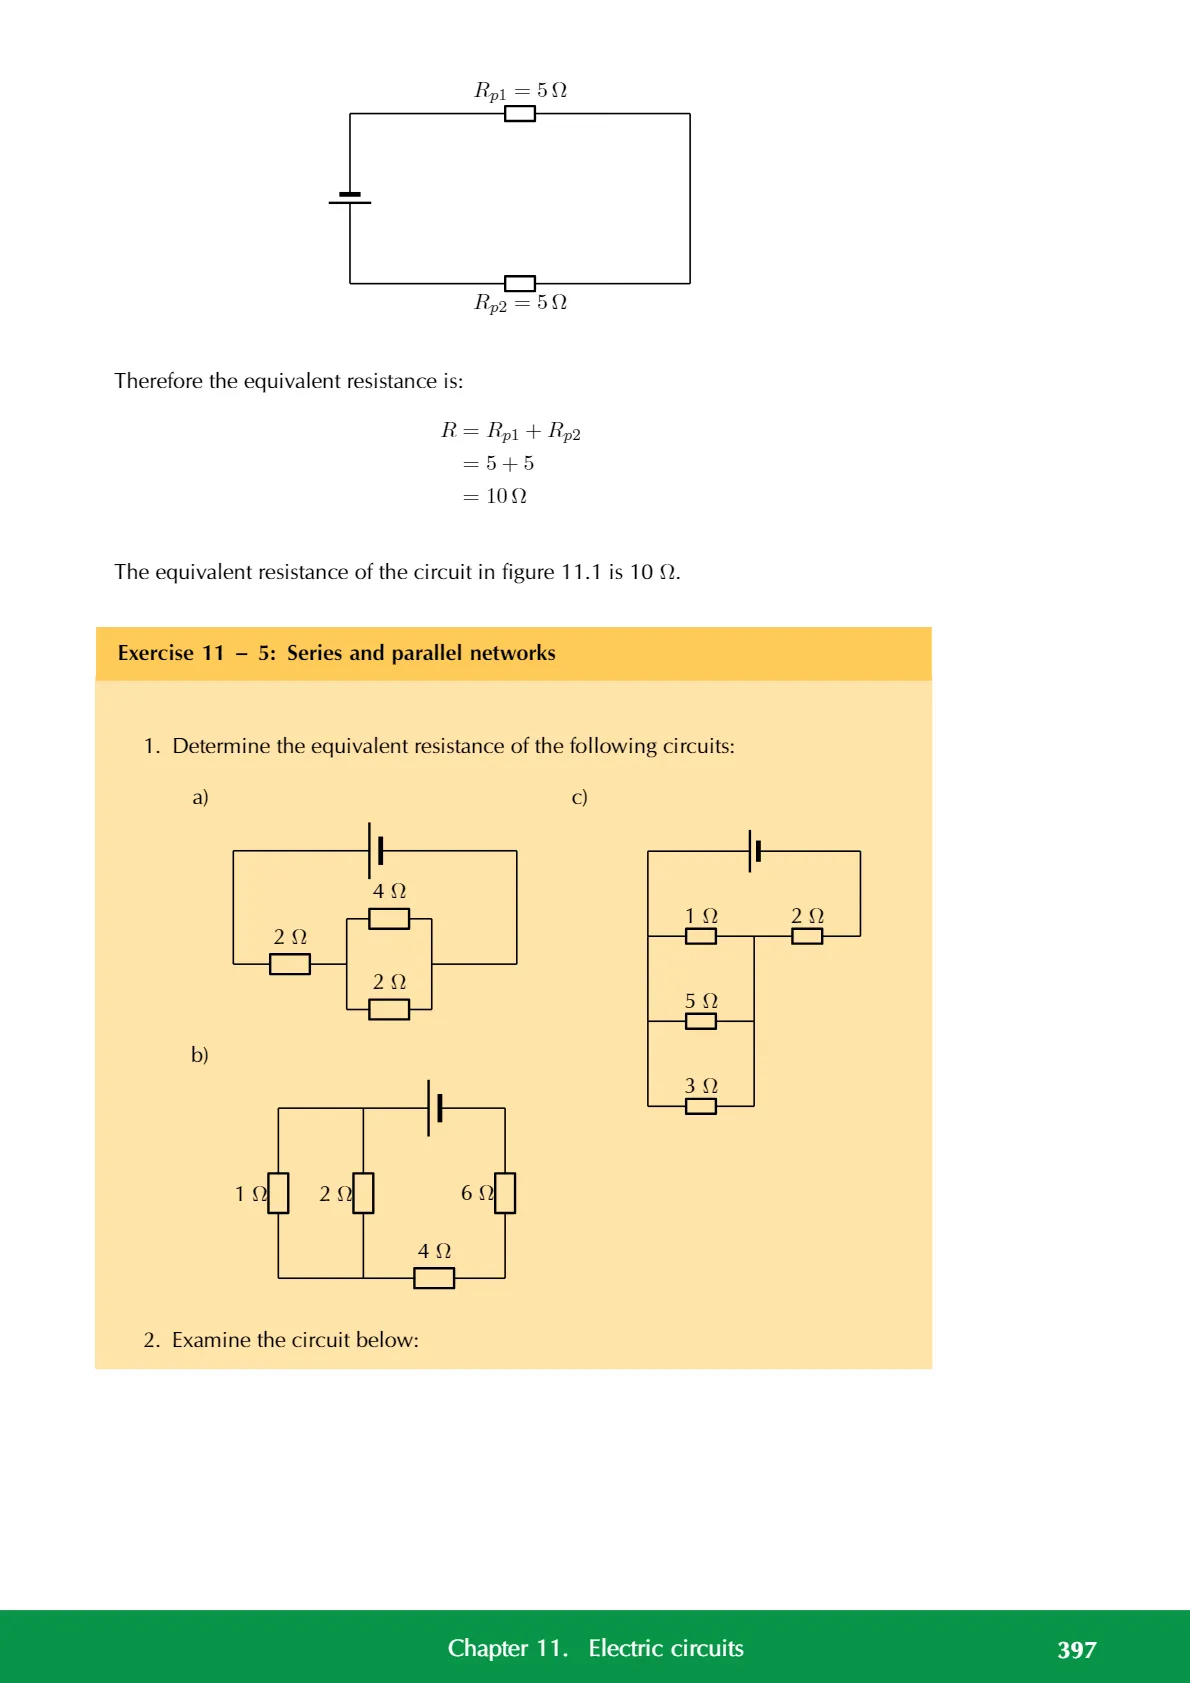 R_{p1} = 5 Ω
R_{p2} = 5 Ω
Therefore the equivalent resistance is:
R = R_{p1} + R_{p2}
= 5 + 5
= 10 Ω
The equivalent resistance of the circuit in figure 11.1 is 10 Ω.
Exercise 11 – 5: Series and parallel networks
1. Determine the equivalent resistance of the following circuits:
a)
4 Ω
2 Ω
2 Ω
b)
1 Ω
2 Ω
6 Ω
4 Ω
c)
1 Ω
2 Ω
5 Ω
3 Ω
2. Examine the circuit below:
Chapter 11. Electric circuits
397